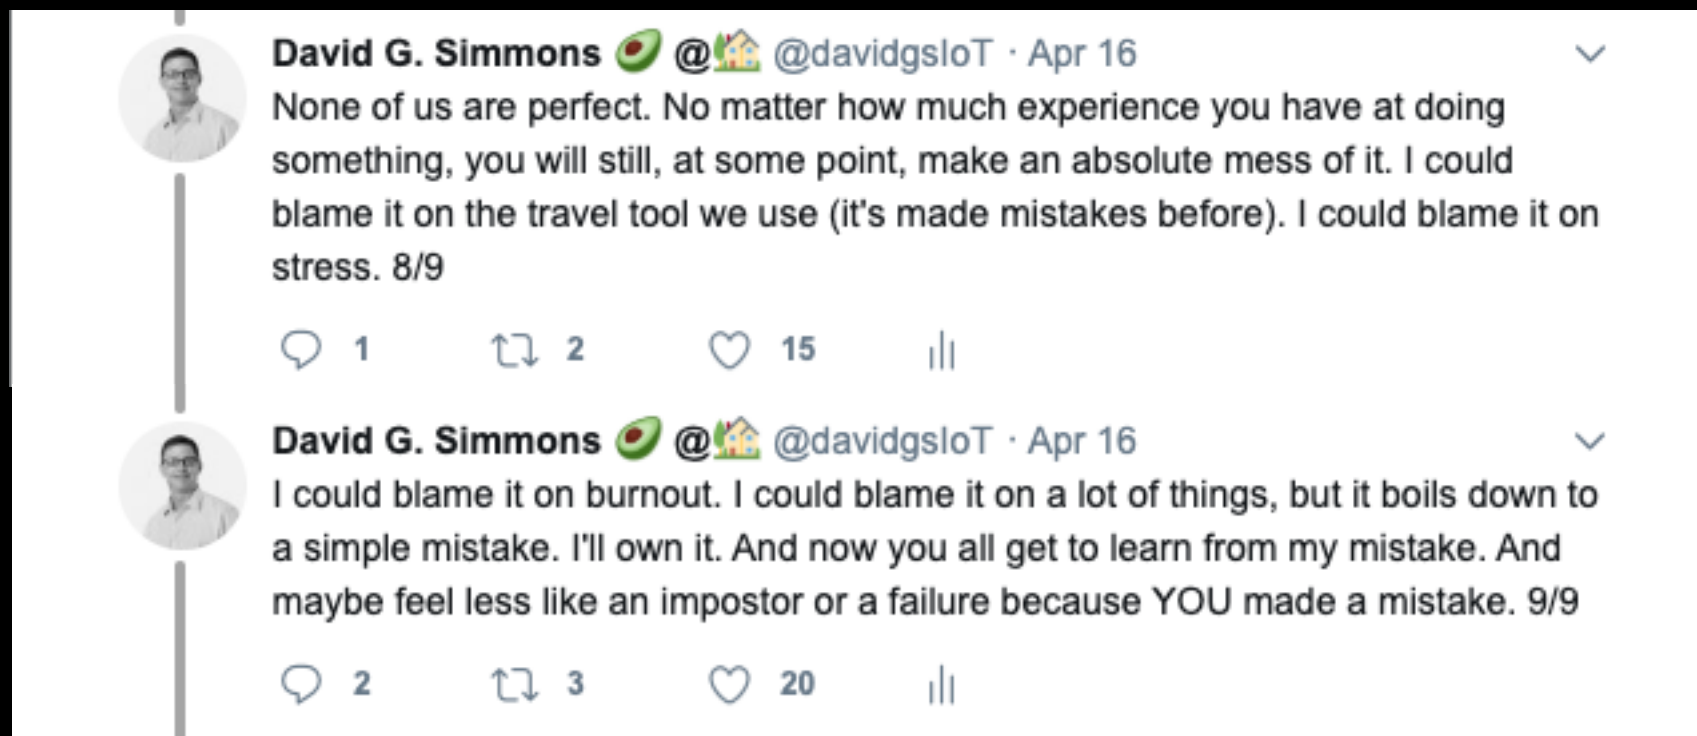 David G. Simmons 🥑 @🏡 @davidgsIoT · Apr 16
None of us are perfect. No matter how much experience you have at doing
something, you will still, at some point, make an absolute mess of it. I could
blame it on the travel tool we use (it's made mistakes before). I could blame it on
stress. 8/9
1 2 15
David G. Simmons 🥑 @🏡 @davidgsIoT · Apr 16
I could blame it on burnout. I could blame it on a lot of things, but it boils down to
a simple mistake. I'll own it. And now you all get to learn from my mistake. And
maybe feel less like an impostor or a failure because YOU made a mistake. 9/9
2 3 20